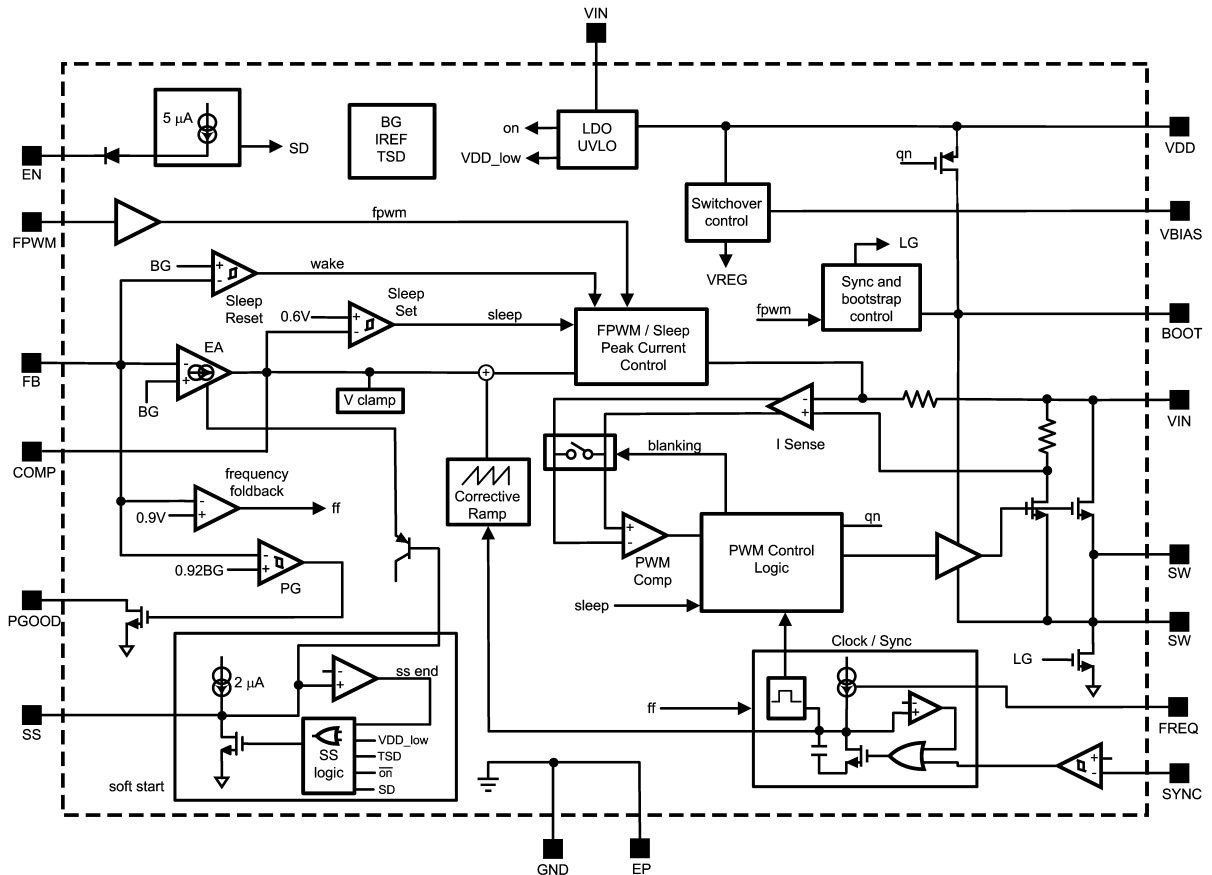 VIN
5 µA
SD
EN
BG
IREF
TSD
on
VDD_low
LDO
UVLO
VDD
qn
FPWM
fpwm
Switchover
control
VBIAS
VREG
LG
BG
+
-
wake
Sleep
Reset
Sleep
Set
0.6V
+
-
sleep
fpwm
Sync and
bootstrap
control
BOOT
FPWM / Sleep
Peak Current
Control
EA
FB
-
+
BG
V clamp
+
-
+
I Sense
VIN
COMP
blanking
frequency
foldback
0.9V
-
+
ff
Corrective
Ramp
+
-
PWM
Comp
PWM Control
Logic
qn
SW
0.92BG
-
+
PG
PGOOD
sleep
SW
Clock / Sync
LG
2 µA
-
+
ss end
SS
SS
logic
VDD_low
TSD
on
SD
soft start
ff
-
+
FREQ
+
-
SYNC
GND
EP